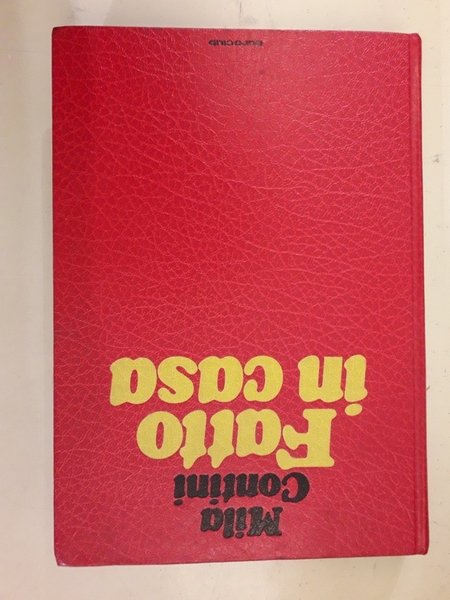 Mila
Contini
Fatto
in casa
euroclub